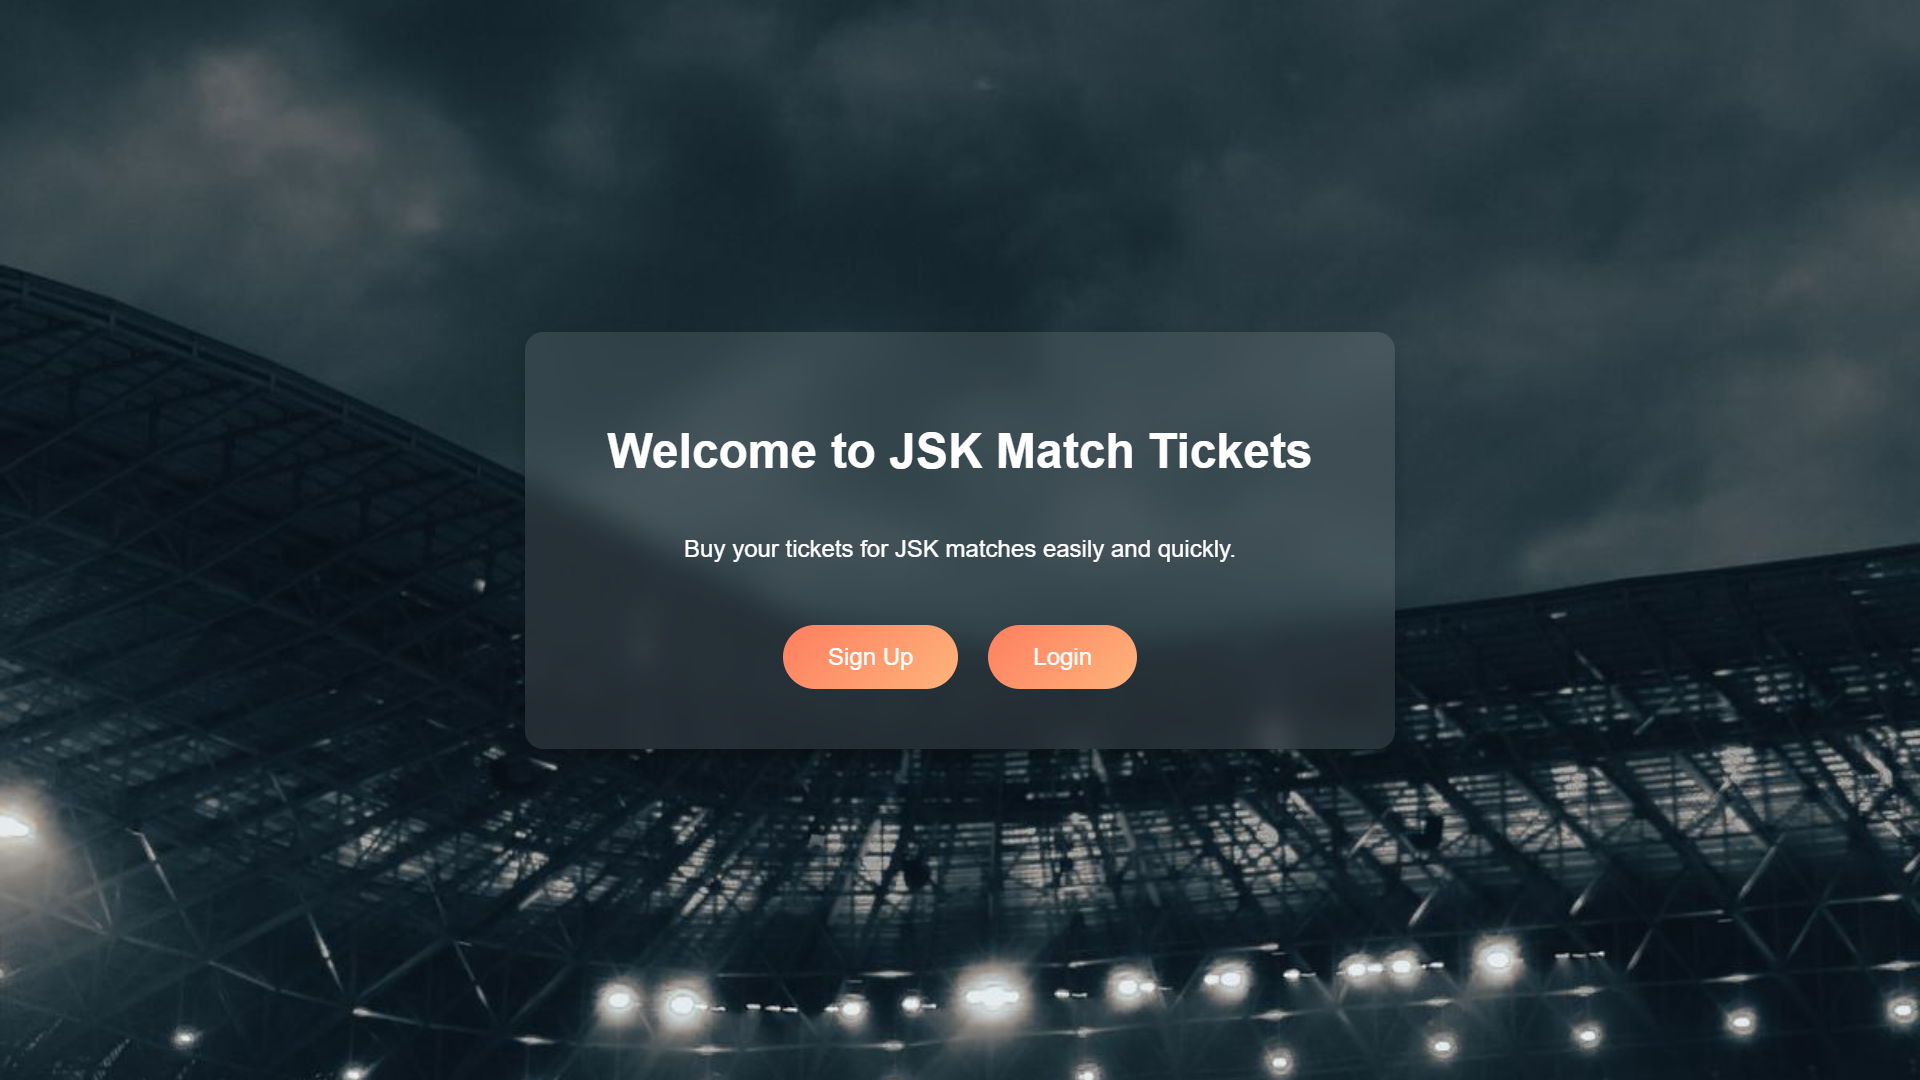 Welcome to JSK Match Tickets
Buy your tickets for JSK matches easily and quickly.
Sign Up
Login